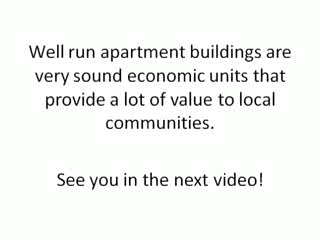 Well run apartment buildings are
very sound economic units that
provide a lot of value to local
communities.
See you in the next video!